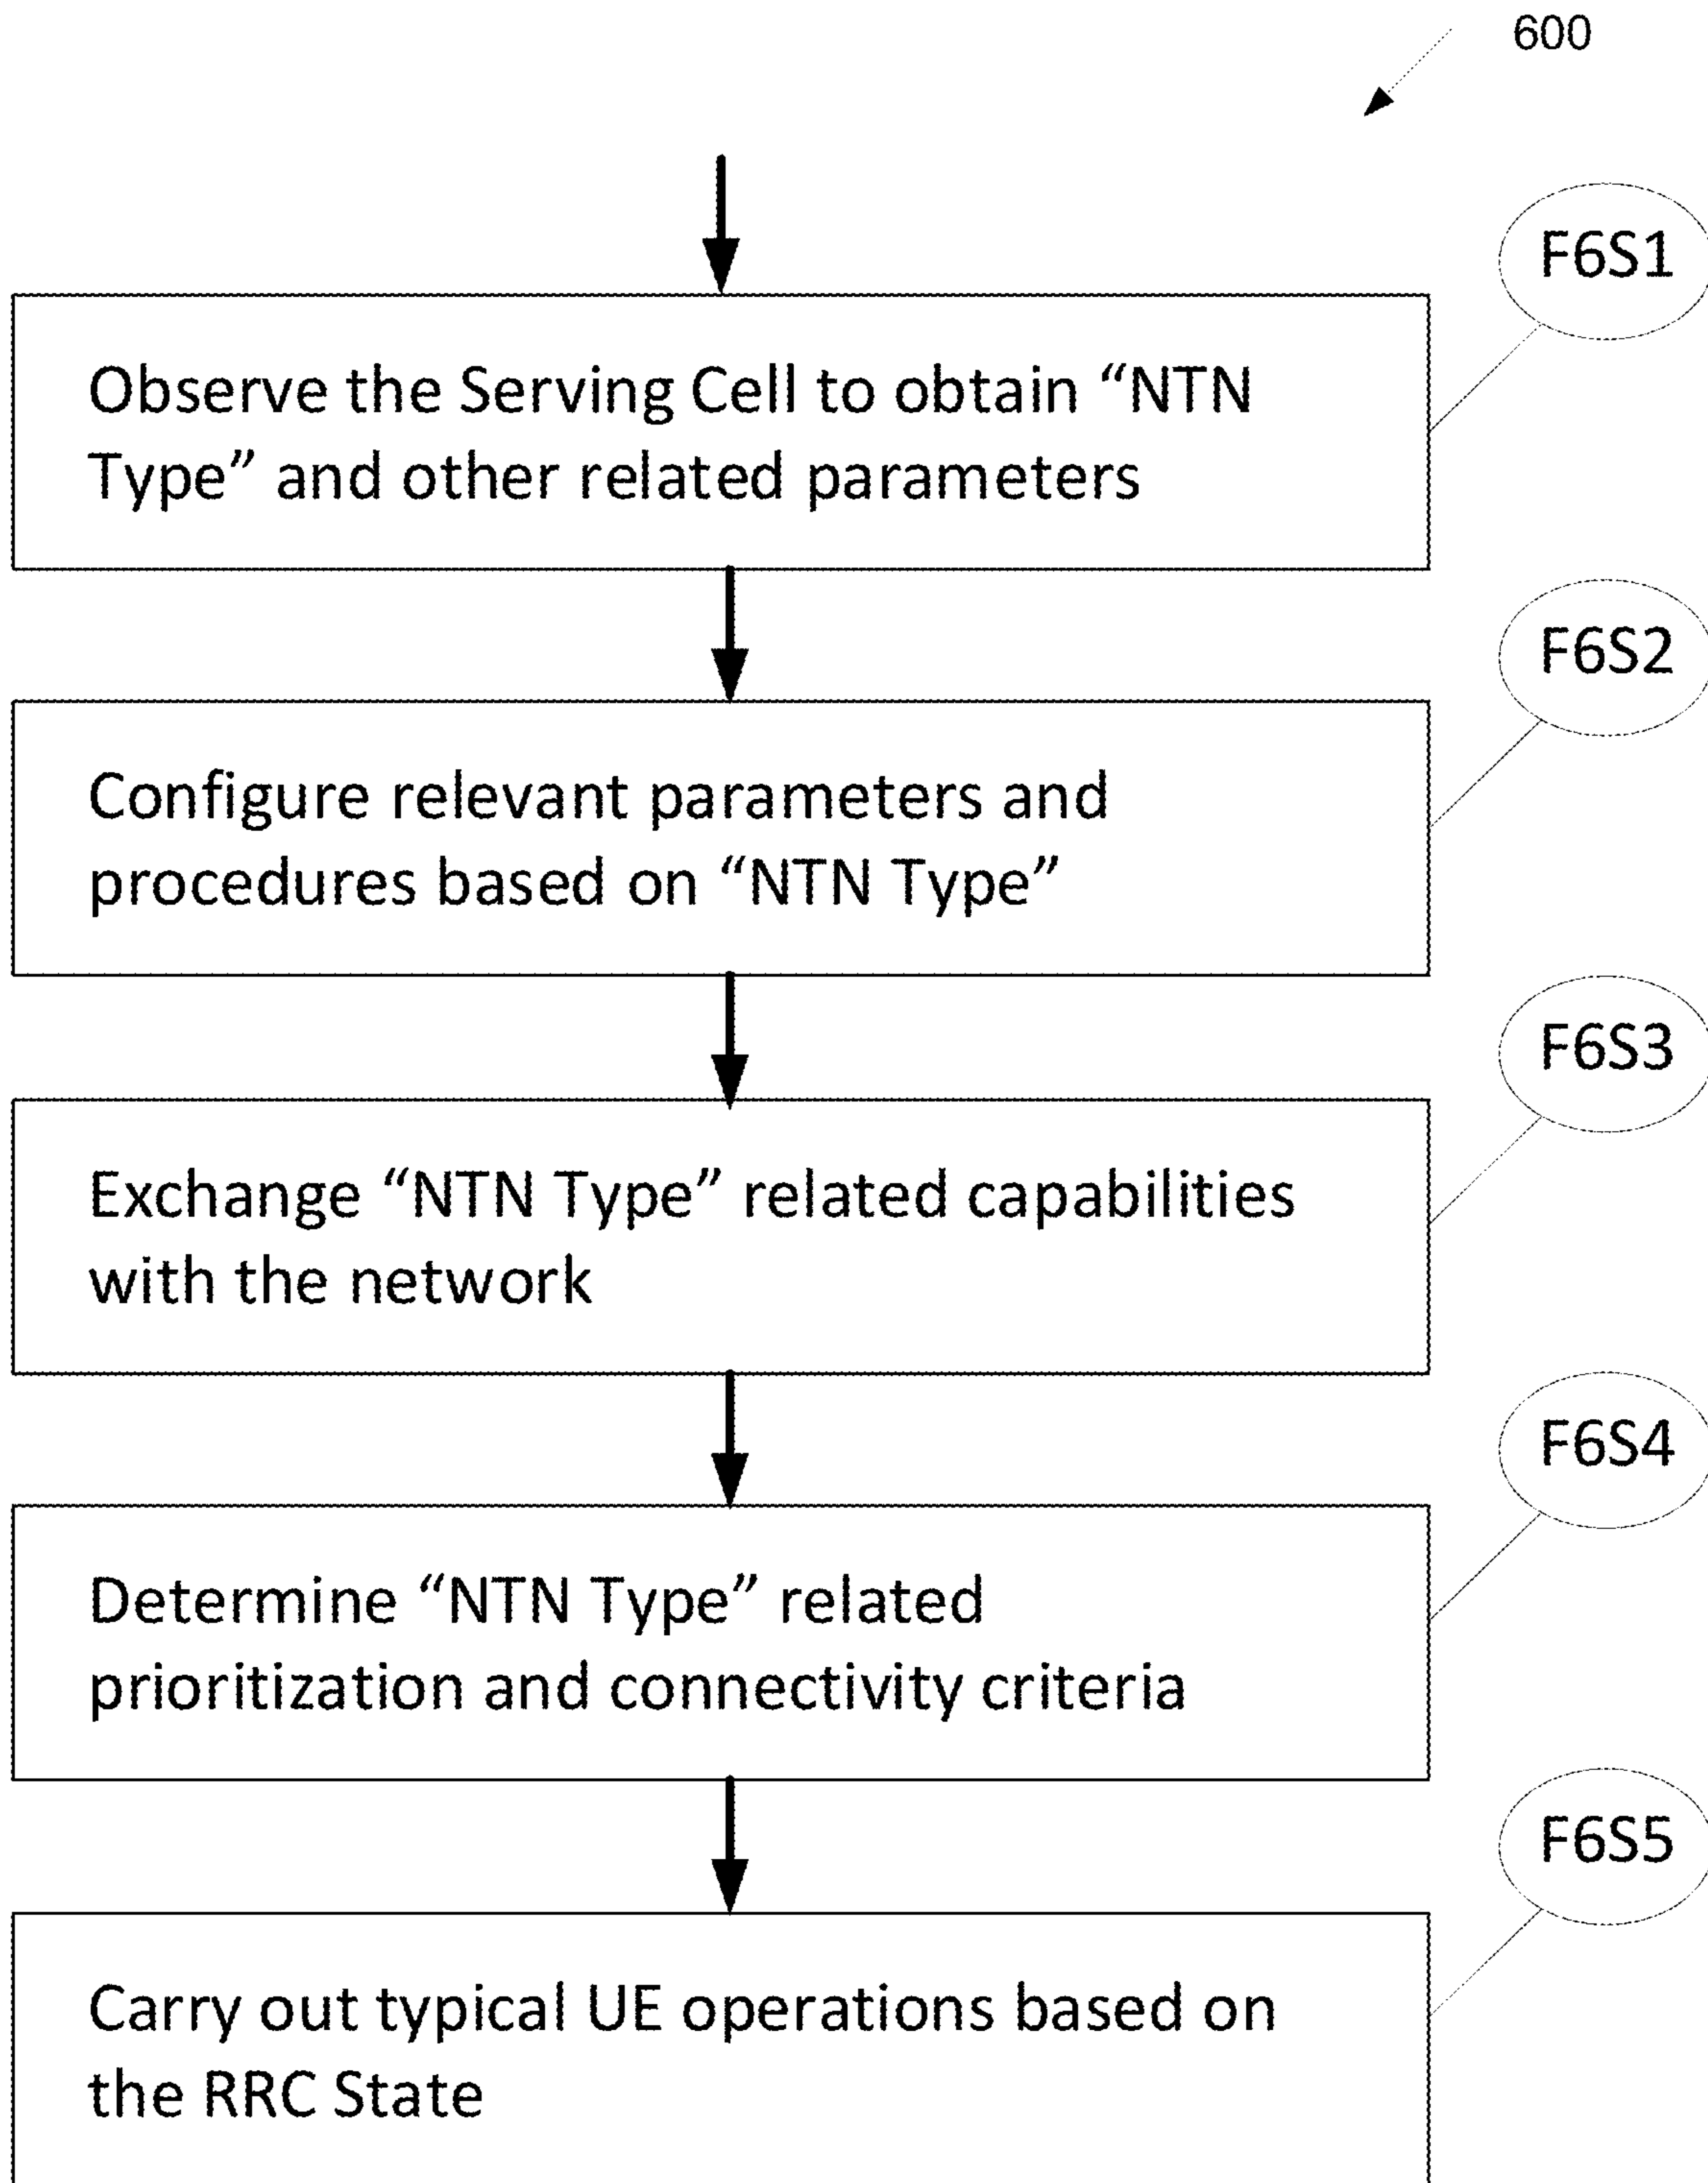 600
F6S1
Observe the Serving Cell to obtain “NTN
Type” and other related parameters
F6S2
Configure relevant parameters and
procedures based on “NTN Type”
F6S3
Exchange “NTN Type” related capabilities
with the network
F6S4
Determine “NTN Type” related
prioritization and connectivity criteria
F6S5
Carry out typical UE operations based on
the RRC State